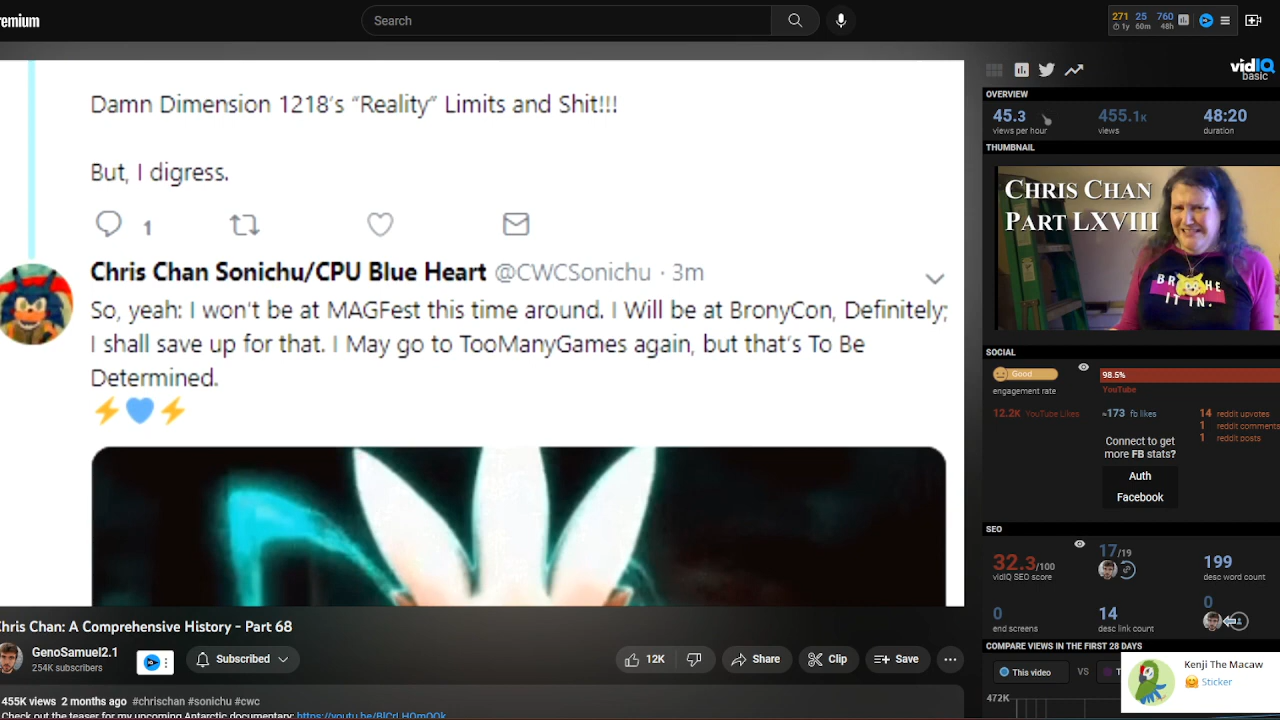 remium
Search
271 25 760
1y 60m 48h
Damn Dimension 1218's “Reality” Limits and Shit!!!
But, I digress.
1
Chris Chan Sonichu/CPU Blue Heart @CWCSonichu · 3m
So, yeah: I won't be at MAGFest this time around. I Will be at BronyCon, Definitely;
I shall save up for that. I May go to TooManyGames again, but that's To Be
Determined.
hris Chan: A Comprehensive History - Part 68
GenoSamuel2.1
254K subscribers
Subscribed
12K
Share
Clip
Save
455K views 2 months ago #chrischan #sonichu #cwc
Check out the teaser for my upcoming Antarctic documentary:
vidIQ
basic
OVERVIEW
45.3 455.1K 48:20
views per hour views duration
THUMBNAIL
CHRIS CHAN
PART LXVIII
BRO HE
IT IN.
SOCIAL
Good
engagement rate
98.5%
YouTube
12.2K YouTube Likes
≈173 fb likes
14 reddit upvotes
1 reddit comments
1 reddit posts
Connect to get
more FB stats?
Auth
Facebook
SEO
32.3/100
vidIQ SEO score
17/19
199
desc word count
0
end screens
14
desc link count
0
COMPARE VIEWS IN THE FIRST 28 DAYS
This video VS T
472K
Kenji The Macaw
Sticker